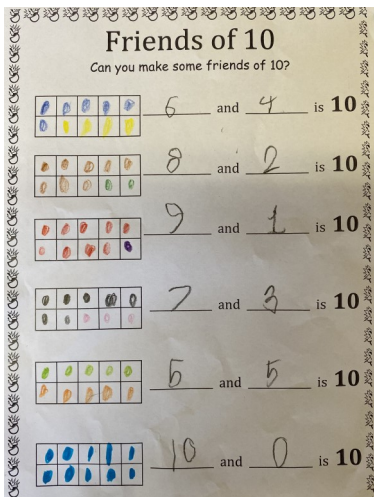 Friends of 10
Can you make some friends of 10?
6 and 4 is 10
8 and 2 is 10
9 and 1 is 10
7 and 3 is 10
5 and 5 is 10
10 and 0 is 10